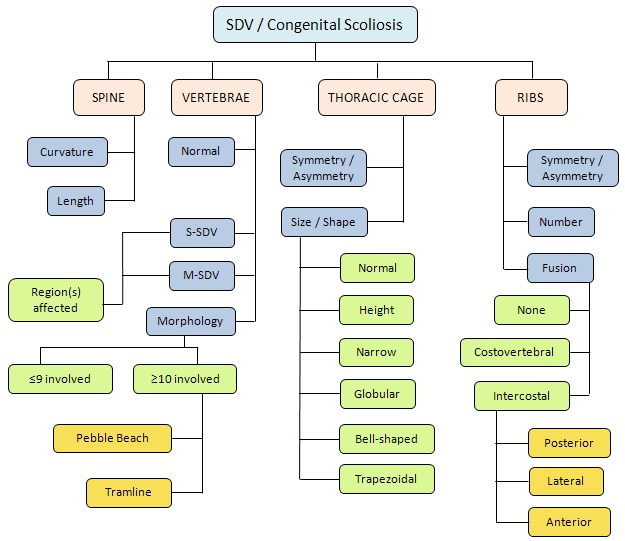 SDV / Congenital Scoliosis
SPINE
VERTEBRAE
THORACIC CAGE
RIBS
Curvature
Length
Normal
S-SDV
M-SDV
Region(s)
affected
Morphology
≤9 involved
≥10 involved
Pebble Beach
Tramline
Symmetry /
Asymmetry
Size / Shape
Normal
Height
Narrow
Globular
Bell-shaped
Trapezoidal
Symmetry /
Asymmetry
Number
Fusion
None
Costovertebral
Intercostal
Posterior
Lateral
Anterior